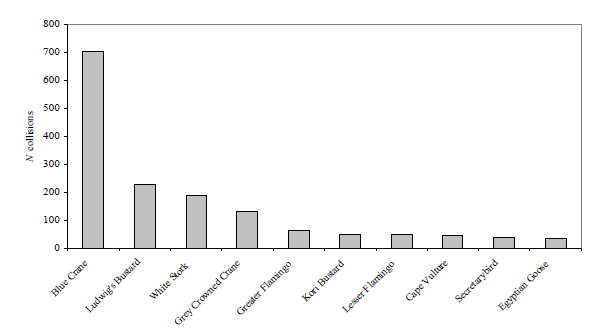 800
700
600
500
400
300
200
100
0
N collisions
Blue Crane
Ludwig's Bustard
White Stork
Grey Crowned Crane
Greater Flamingo
Kori Bustard
Lesser Flamingo
Cape Vulture
Secretarybird
Egyptian Goose